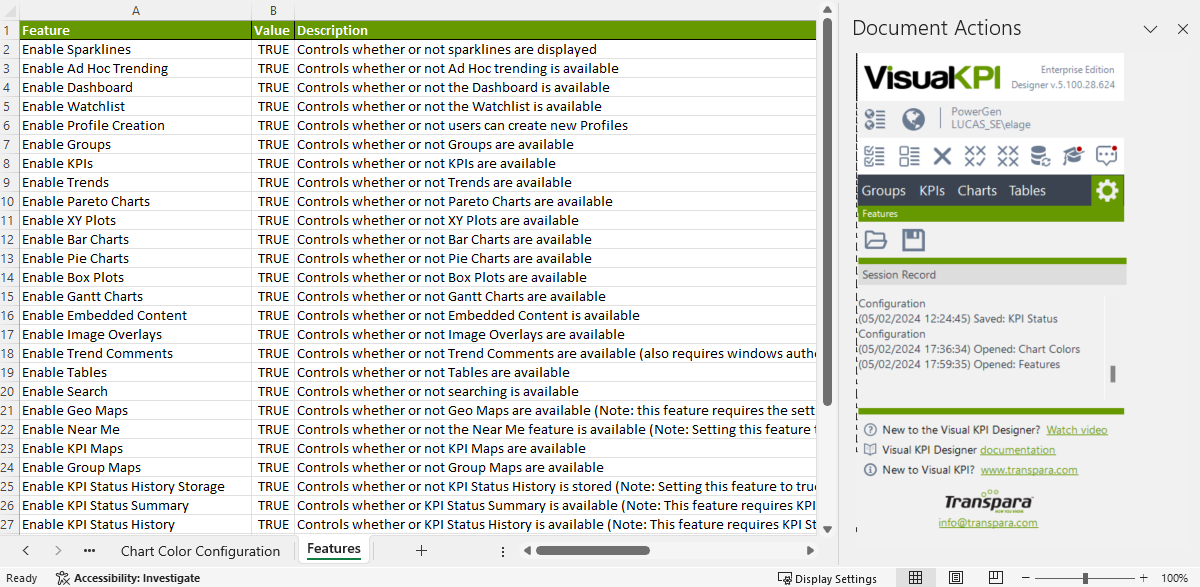 A B
1 Feature Value Description
2 Enable Sparklines TRUE Controls whether or not sparklines are displayed
3 Enable Ad Hoc Trending TRUE Controls whether or not Ad Hoc trending is available
4 Enable Dashboard TRUE Controls whether or not the Dashboard is available
5 Enable Watchlist TRUE Controls whether or not the Watchlist is available
6 Enable Profile Creation TRUE Controls whether or not users can create new Profiles
7 Enable Groups TRUE Controls whether or not Groups are available
8 Enable KPIs TRUE Controls whether or not KPIs are available
9 Enable Trends TRUE Controls whether or not Trends are available
10 Enable Pareto Charts TRUE Controls whether or not Pareto Charts are available
11 Enable XY Plots TRUE Controls whether or not XY Plots are available
12 Enable Bar Charts TRUE Controls whether or not Bar Charts are available
13 Enable Pie Charts TRUE Controls whether or not Pie Charts are available
14 Enable Box Plots TRUE Controls whether or not Box Plots are available
15 Enable Gantt Charts TRUE Controls whether or not Gantt Charts are available
16 Enable Embedded Content TRUE Controls whether or not Embedded Content is available
17 Enable Image Overlays TRUE Controls whether or not Image Overlays are available
18 Enable Trend Comments TRUE Controls whether or not Trend Comments are available (also requires windows auth
19 Enable Tables TRUE Controls whether or not Tables are available
20 Enable Search TRUE Controls whether or not searching is available
21 Enable Geo Maps TRUE Controls whether or not Geo Maps are available (Note: this feature requires the sett
22 Enable Near Me TRUE Controls whether or not the Near Me feature is available (Note: Setting this feature t
23 Enable KPI Maps TRUE Controls whether or not KPI Maps are available
24 Enable Group Maps TRUE Controls whether or not Group Maps are available
25 Enable KPI Status History Storage TRUE Controls whether or not KPI Status History is stored (Note: Setting this feature to tru
26 Enable KPI Status Summary TRUE Controls whether or KPI Status Summary is available (Note: This feature requires KPI
27 Enable KPI Status History TRUE Controls whether or KPI Status History is available (Note: This feature requires KPI St
Chart Color Configuration Features
Ready Accessibility: Investigate Display Settings 100%
Document Actions
VisualKPI Enterprise Edition
Designer v.5.100.28.624
PowerGen
LUCAS_SE\elage
Groups KPIs Charts Tables
Features
Session Record
Configuration
(05/02/2024 12:24:45) Saved: KPI Status
Configuration
(05/02/2024 17:36:34) Opened: Chart Colors
(05/02/2024 17:59:35) Opened: Features
New to the Visual KPI Designer? Watch video
Visual KPI Designer documentation
New to Visual KPI? www.transpara.com
Transpara
NOW YOU KNOW
info@transpara.com